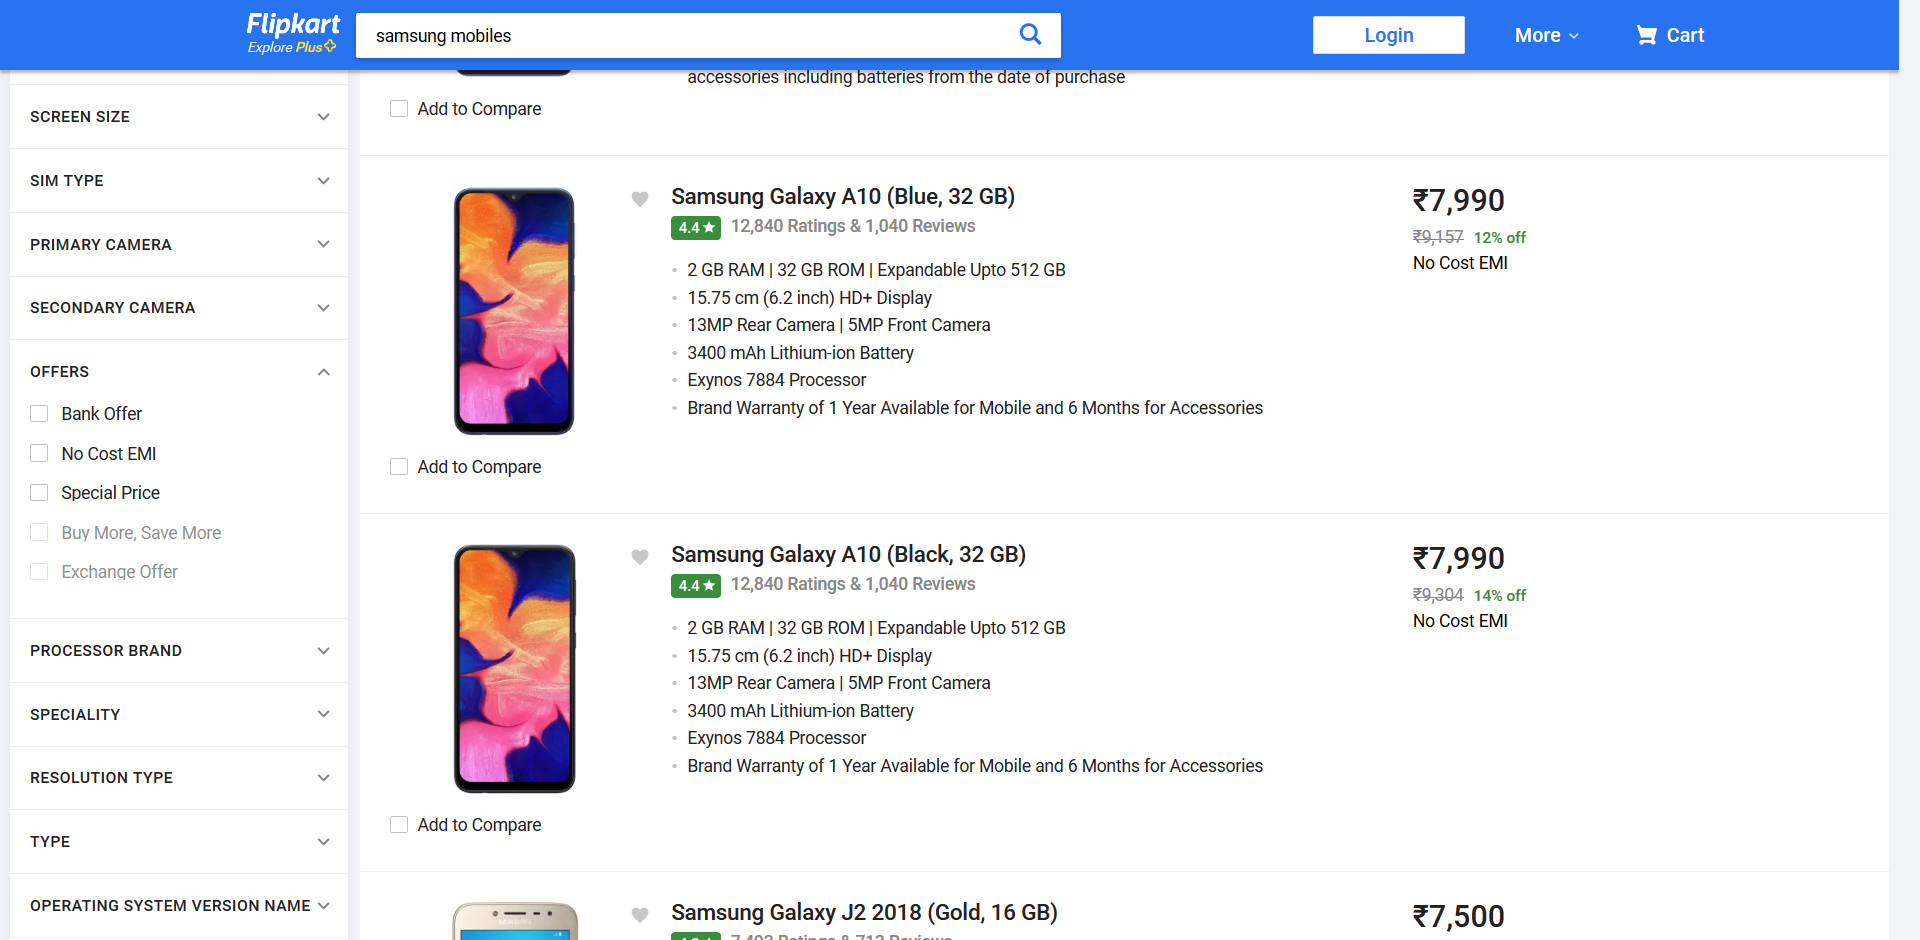 Flipkart
Explore Plus
samsung mobiles
Login
More
Cart
SCREEN SIZE
SIM TYPE
PRIMARY CAMERA
SECONDARY CAMERA
OFFERS
Bank Offer
No Cost EMI
Special Price
Buy More, Save More
Exchange Offer
PROCESSOR BRAND
SPECIALITY
RESOLUTION TYPE
TYPE
OPERATING SYSTEM VERSION NAME
accessories including batteries from the date of purchase
Add to Compare
Samsung Galaxy A10 (Blue, 32 GB)
4.4★ 12,840 Ratings & 1,040 Reviews
2 GB RAM | 32 GB ROM | Expandable Upto 512 GB
15.75 cm (6.2 inch) HD+ Display
13MP Rear Camera | 5MP Front Camera
3400 mAh Lithium-ion Battery
Exynos 7884 Processor
Brand Warranty of 1 Year Available for Mobile and 6 Months for Accessories
₹7,990
₹9,157 12% off
No Cost EMI
Add to Compare
Samsung Galaxy A10 (Black, 32 GB)
4.4★ 12,840 Ratings & 1,040 Reviews
2 GB RAM | 32 GB ROM | Expandable Upto 512 GB
15.75 cm (6.2 inch) HD+ Display
13MP Rear Camera | 5MP Front Camera
3400 mAh Lithium-ion Battery
Exynos 7884 Processor
Brand Warranty of 1 Year Available for Mobile and 6 Months for Accessories
₹7,990
₹9,304 14% off
No Cost EMI
Add to Compare
Samsung Galaxy J2 2018 (Gold, 16 GB)
₹7,500
Ratings & 713 Reviews